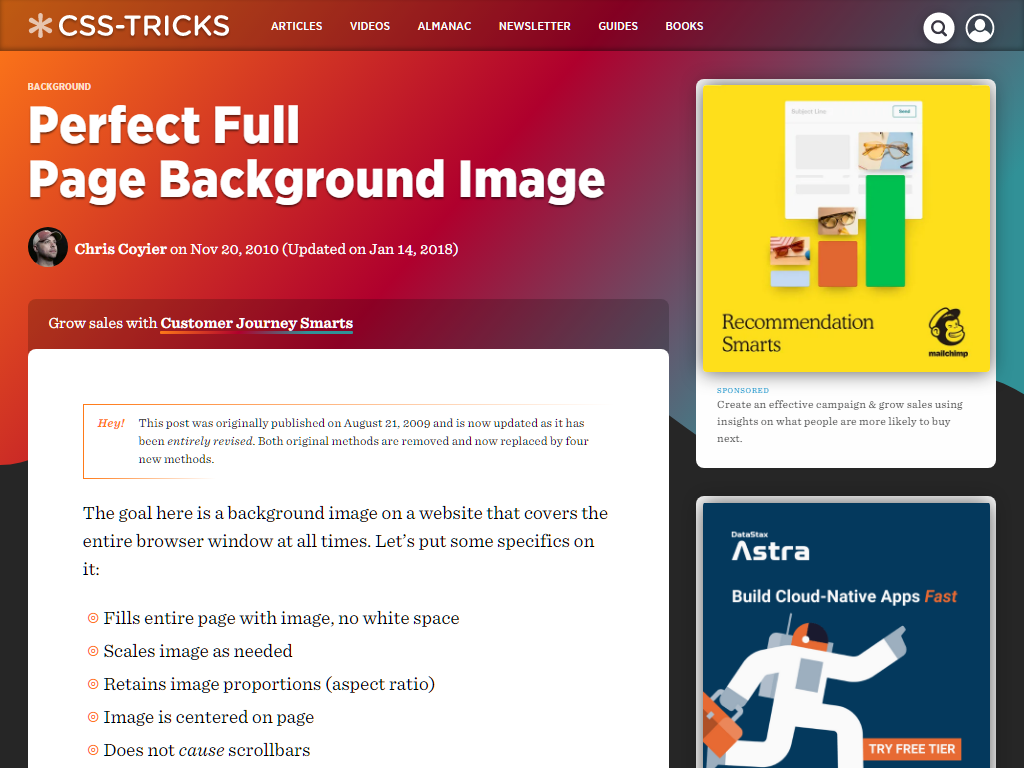 CSS-TRICKS
ARTICLES VIDEOS ALMANAC NEWSLETTER GUIDES BOOKS
BACKGROUND
Perfect Full
Page Background Image
Chris Coyier on Nov 20, 2010 (Updated on Jan 14, 2018)
Grow sales with Customer Journey Smarts
Hey! This post was originally published on August 21, 2009 and is now updated as it has
been entirely revised. Both original methods are removed and now replaced by four
new methods.
The goal here is a background image on a website that covers the
entire browser window at all times. Let’s put some specifics on
it:
Fills entire page with image, no white space
Scales image as needed
Retains image proportions (aspect ratio)
Image is centered on page
Does not cause scrollbars
Subject Line
Send
Recommendation
Smarts
mailchimp
SPONSORED
Create an effective campaign & grow sales using
insights on what people are more likely to buy
next.
DataStax
Astra
Build Cloud-Native Apps Fast
TRY FREE TIER